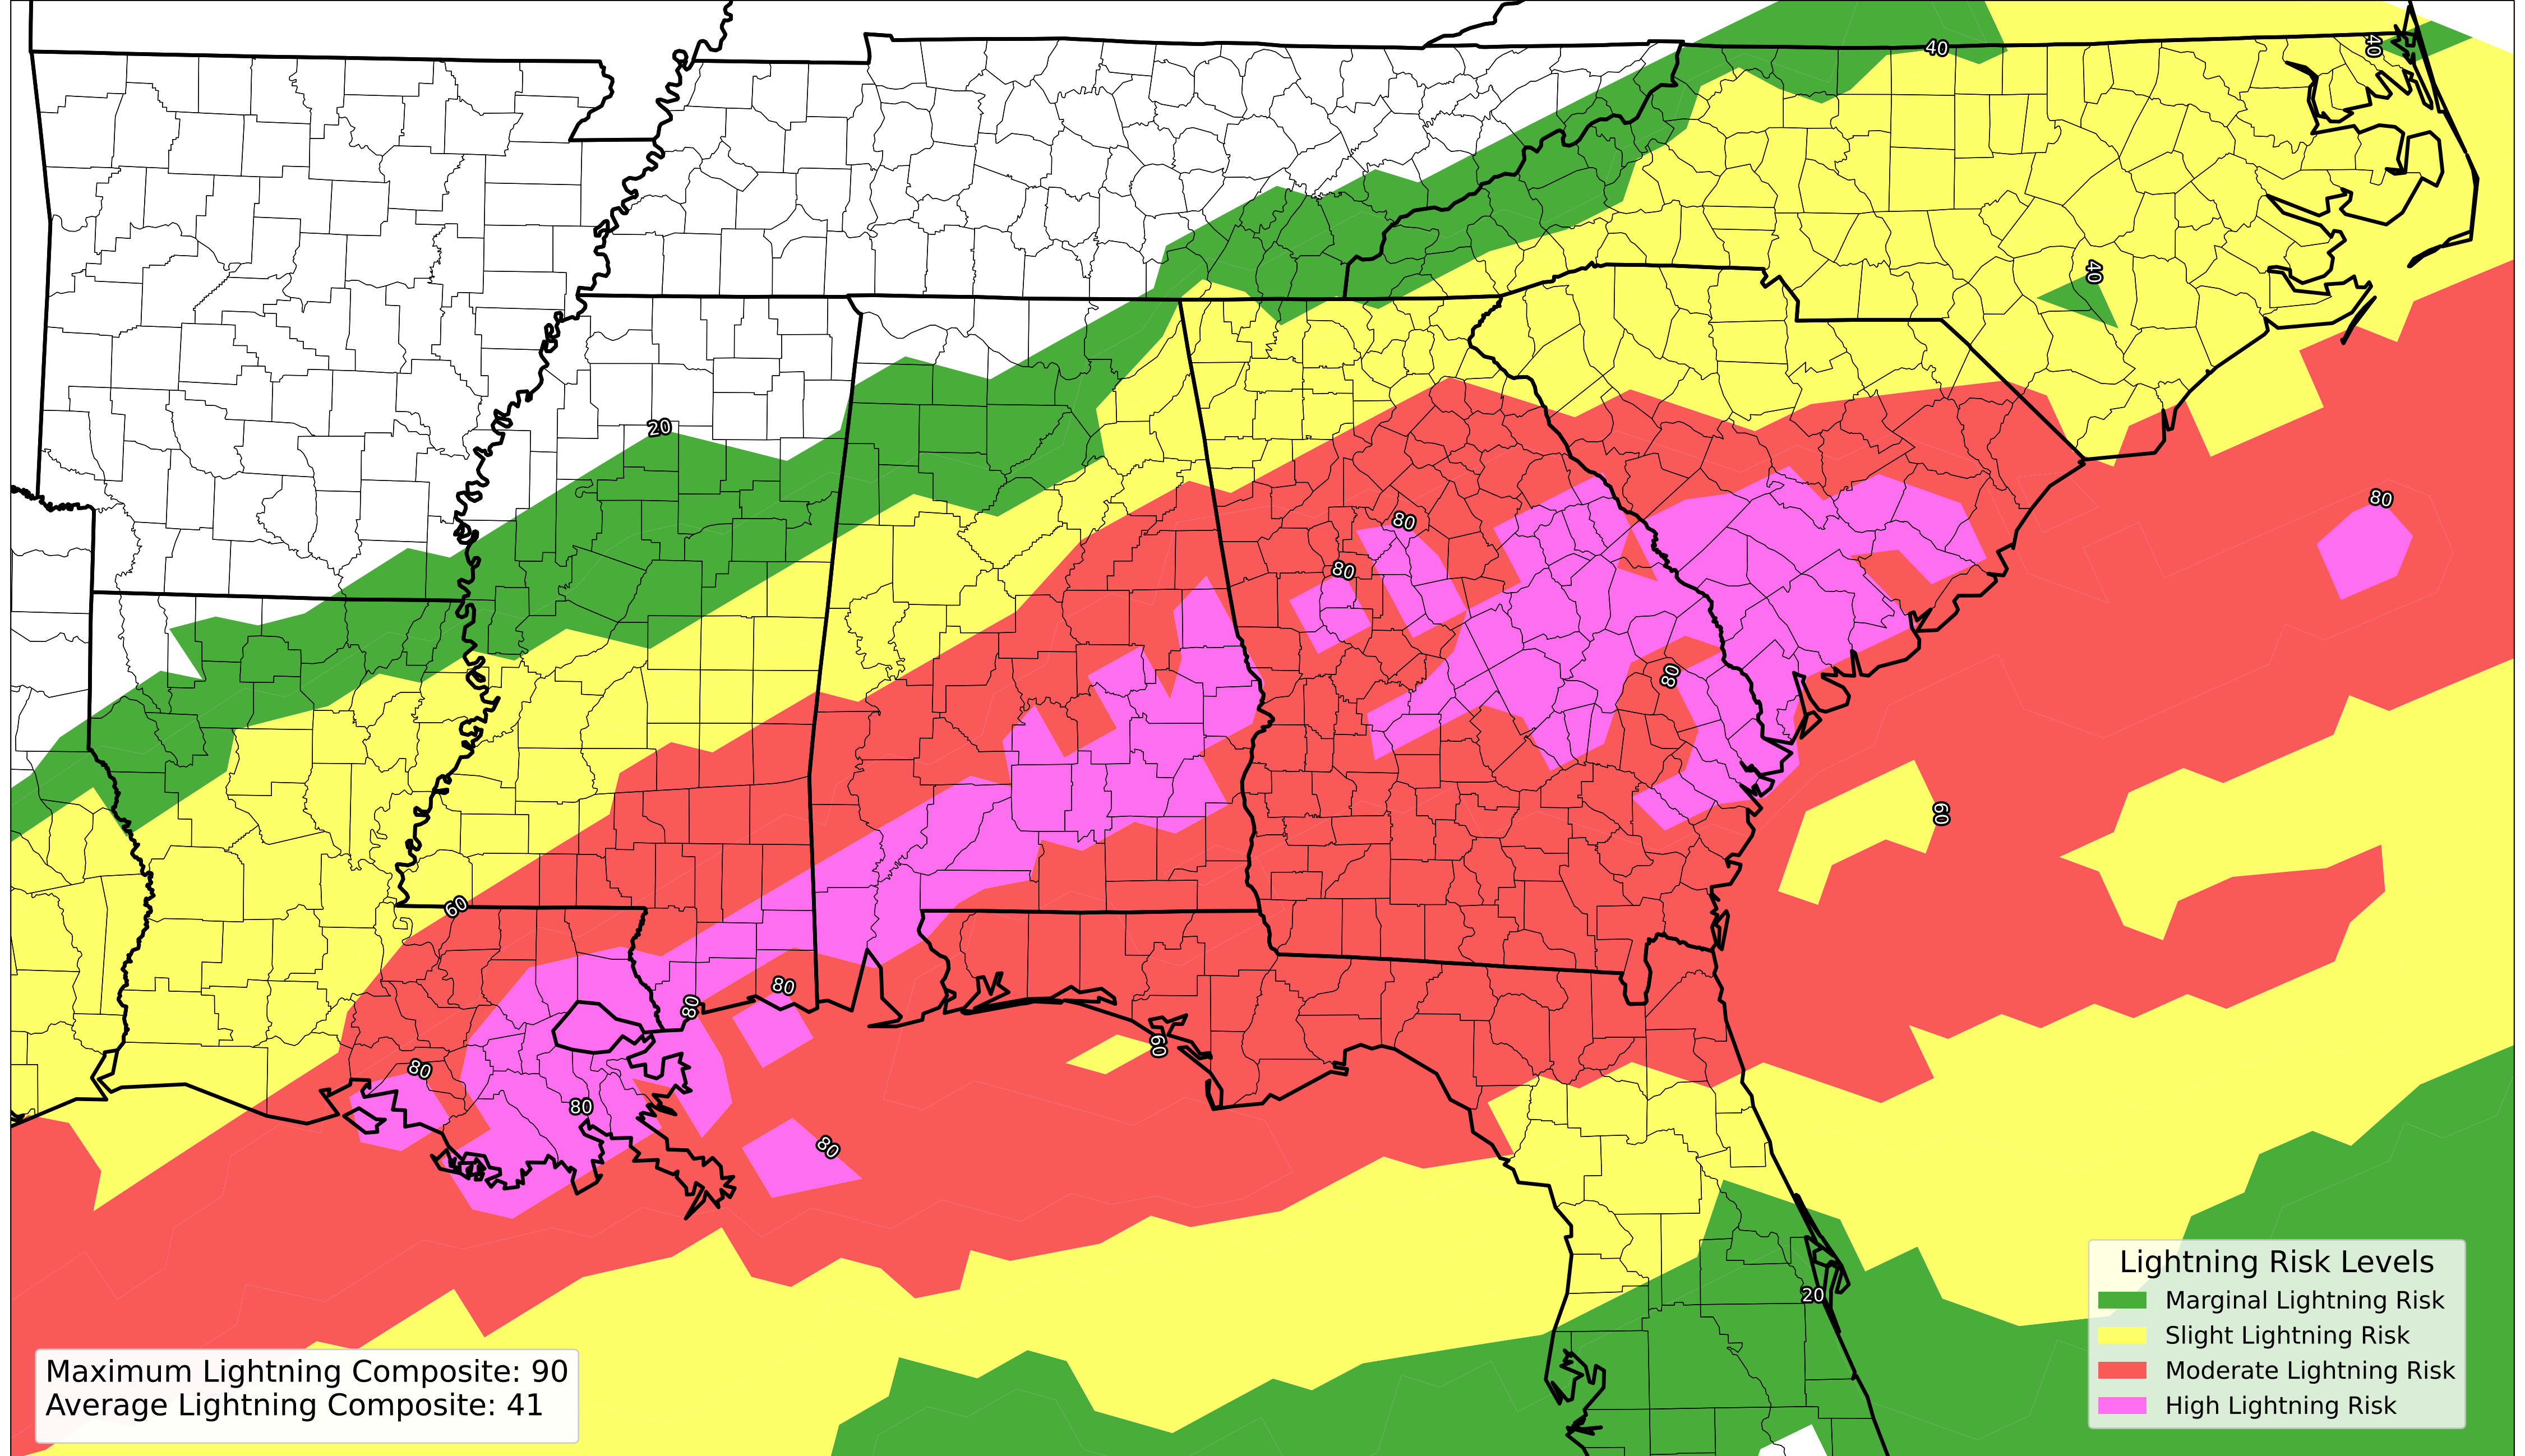 40
40
20
40
80
80
80
80
60
60
80
80
60
80
80
80
20
Lightning Risk Levels
Marginal Lightning Risk
Slight Lightning Risk
Moderate Lightning Risk
High Lightning Risk
Maximum Lightning Composite: 90
Average Lightning Composite: 41